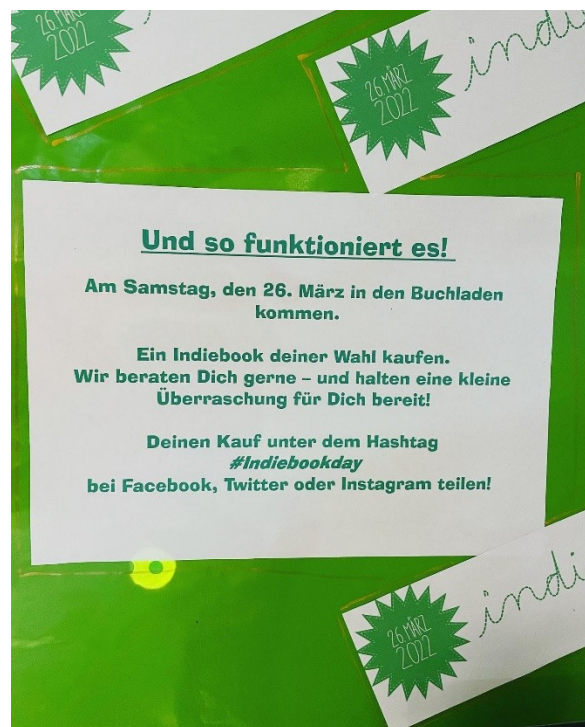 26. MÄRZ
2022
26. MÄRZ
2022
indi
Und so funktioniert es!
Am Samstag, den 26. März in den Buchladen
kommen.
Ein Indiebook deiner Wahl kaufen.
Wir beraten Dich gerne – und halten eine kleine
Überraschung für Dich bereit!
Deinen Kauf unter dem Hashtag
#Indiebookday
bei Facebook, Twitter oder Instagram teilen!
26. MÄRZ
2022
indi